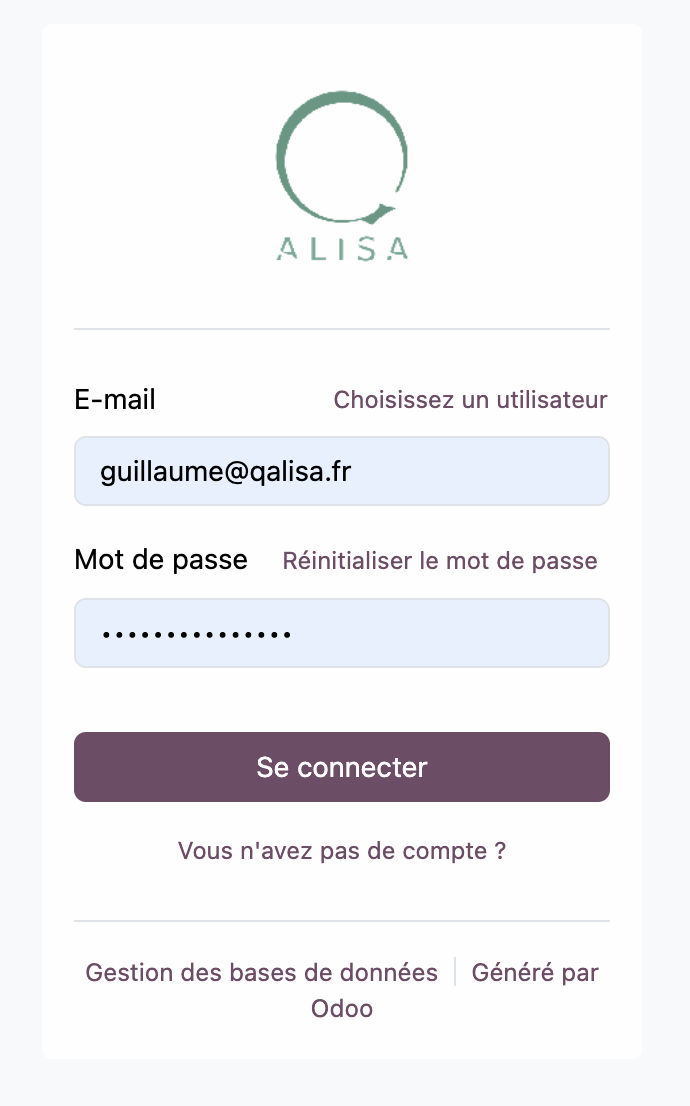 ALISA
E-mail Choisissez un utilisateur
guillaume@qalisa.fr
Mot de passe Réinitialiser le mot de passe
•••••••••••••••
Se connecter
Vous n'avez pas de compte ?
Gestion des bases de données Généré par
Odoo